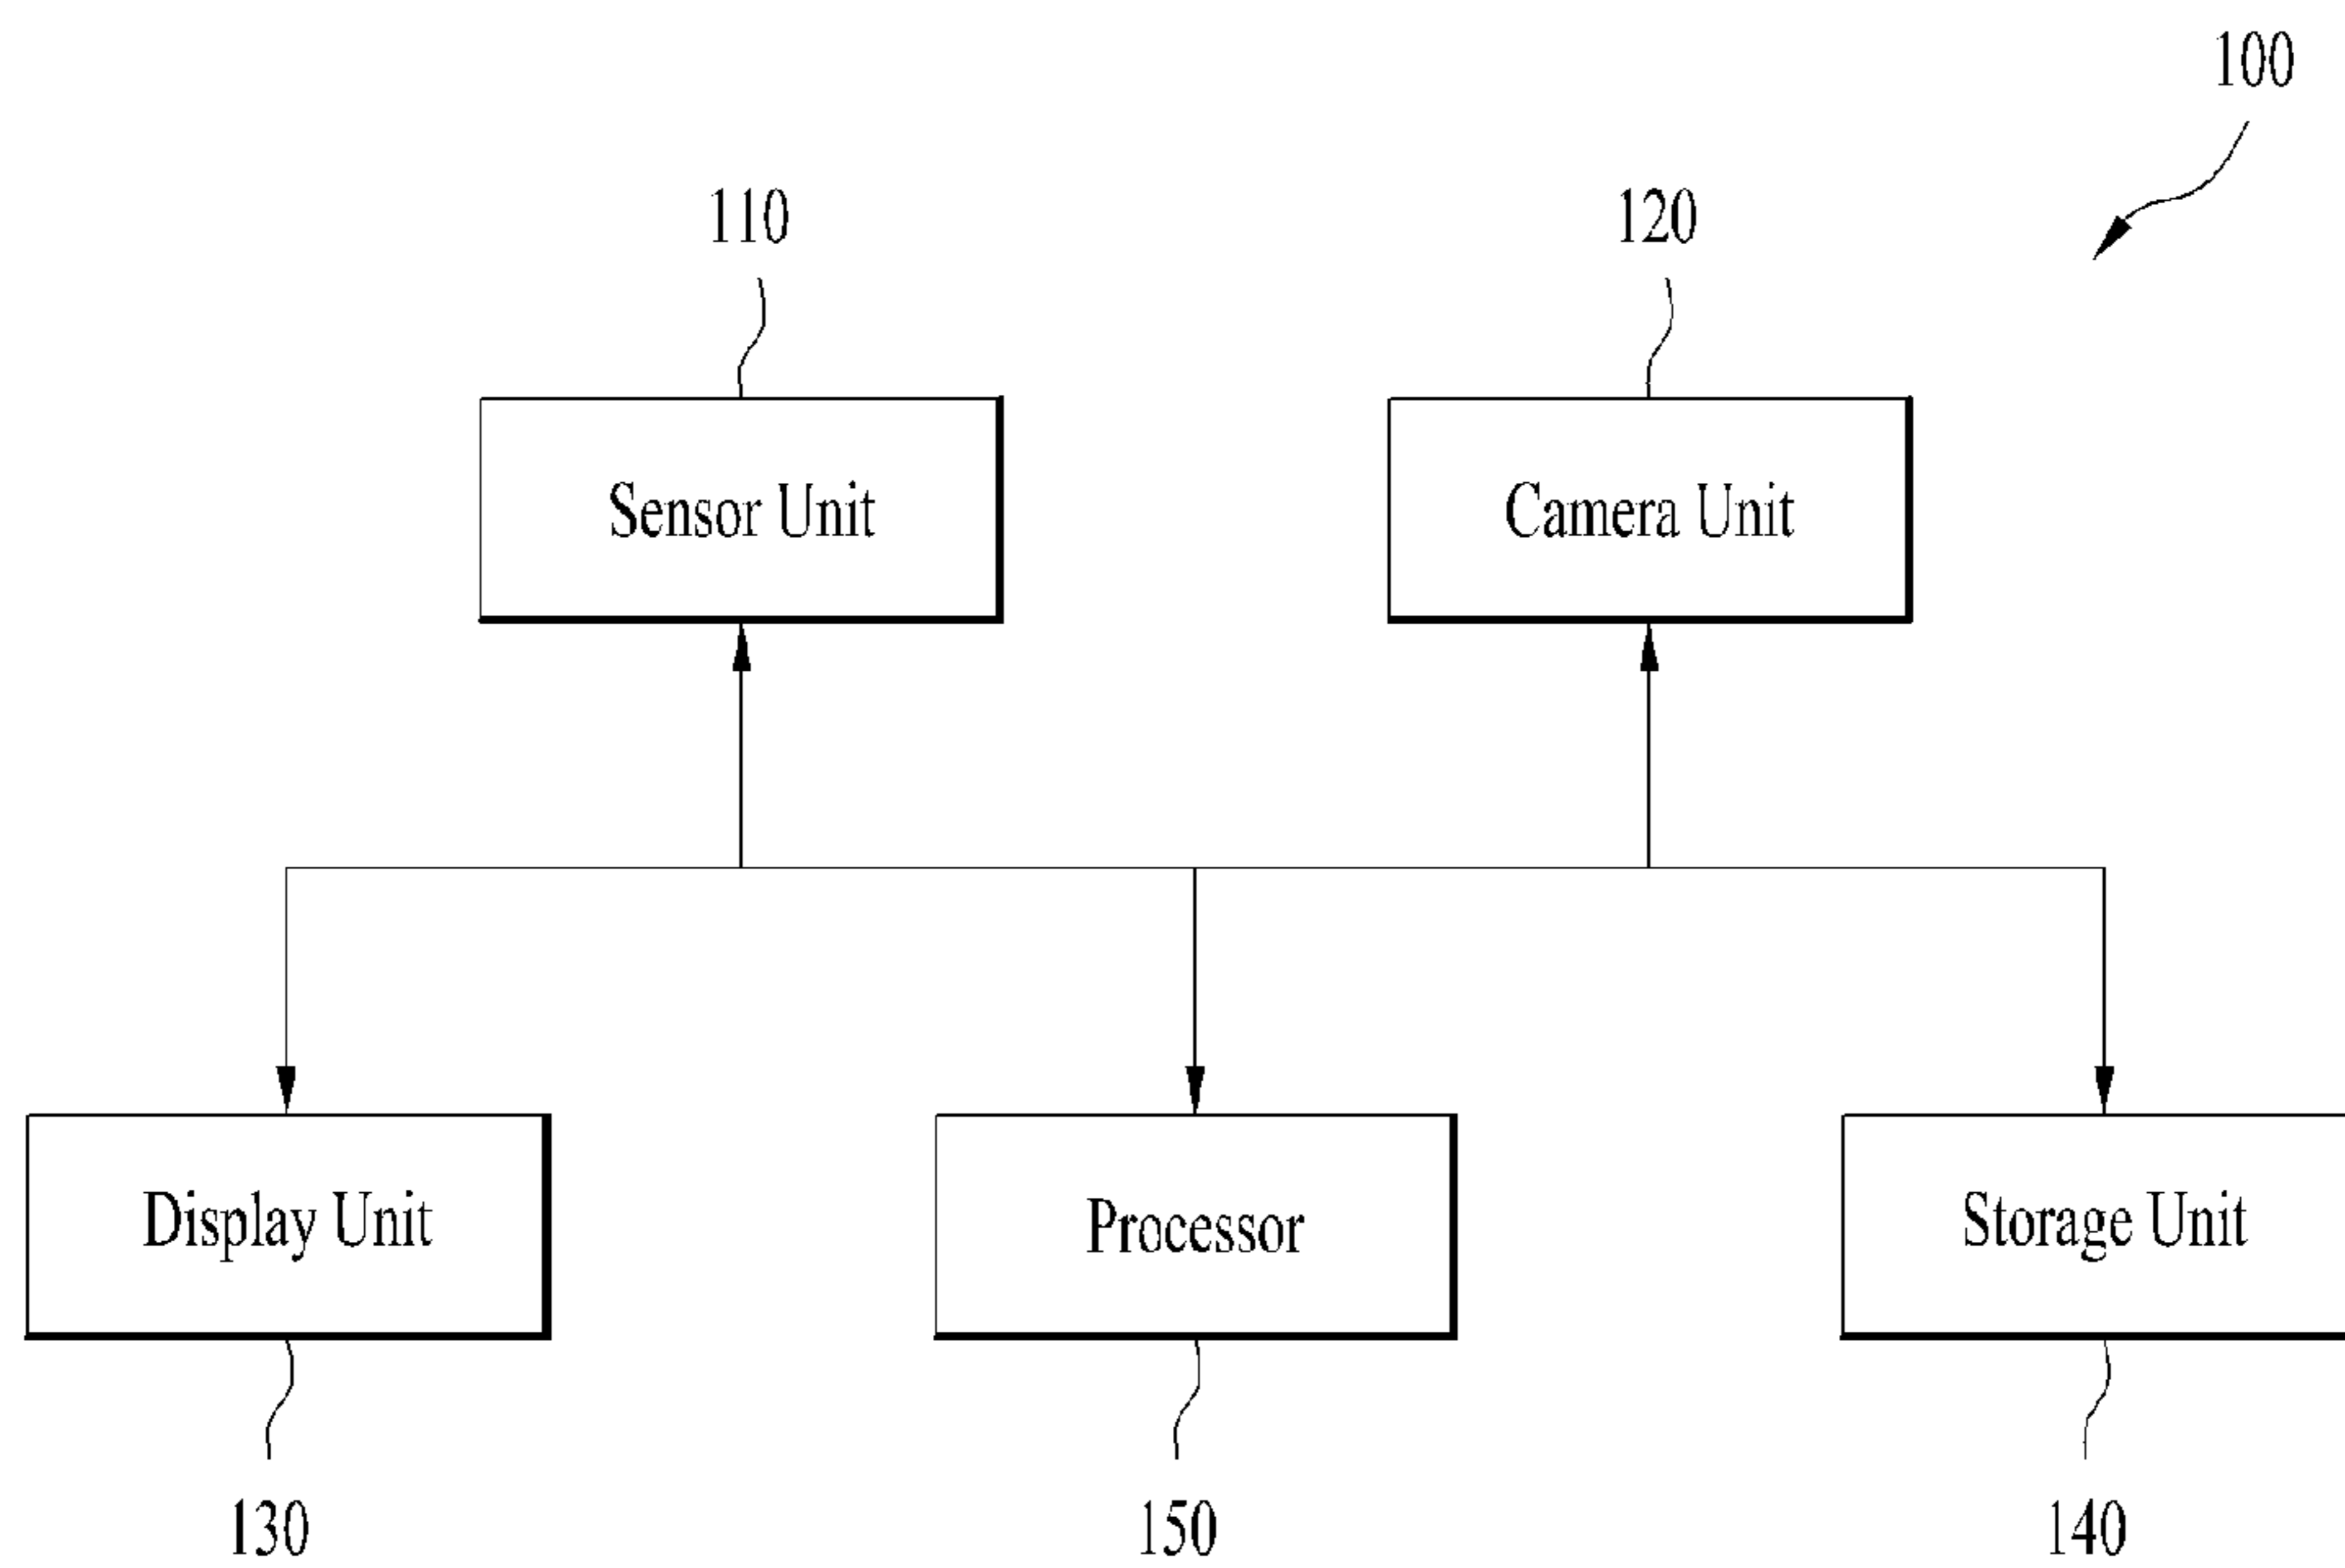 100
110
120
Sensor Unit
Camera Unit
Display Unit
Processor
Storage Unit
130
150
140